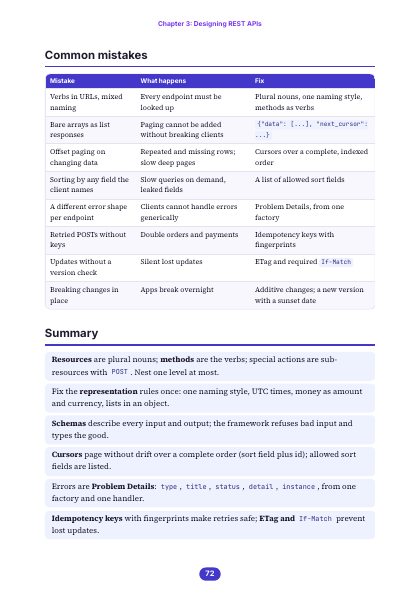 Chapter 3: Designing REST APIs
Common mistakes
Mistake What happens Fix
Verbs in URLs, mixed naming Every endpoint must be looked up Plural nouns, one naming style, methods as verbs
Bare arrays as list responses Paging cannot be added without breaking clients {"data": [...], "next_cursor": ...}
Offset paging on changing data Repeated and missing rows; slow deep pages Cursors over a complete, indexed order
Sorting by any field the client names Slow queries on demand, leaked fields A list of allowed sort fields
A different error shape per endpoint Clients cannot handle errors generically Problem Details, from one factory
Retried POSTs without keys Double orders and payments Idempotency keys with fingerprints
Updates without a version check Silent lost updates ETag and required If-Match
Breaking changes in place Apps break overnight Additive changes; a new version with a sunset date
Summary
Resources are plural nouns; methods are the verbs; special actions are sub-
resources with POST . Nest one level at most.
Fix the representation rules once: one naming style, UTC times, money as amount
and currency, lists in an object.
Schemas describe every input and output; the framework refuses bad input and
types the good.
Cursors page without drift over a complete order (sort field plus id); allowed sort
fields are listed.
Errors are Problem Details: type , title , status , detail , instance , from one
factory and one handler.
Idempotency keys with fingerprints make retries safe; ETag and If-Match prevent
lost updates.
72